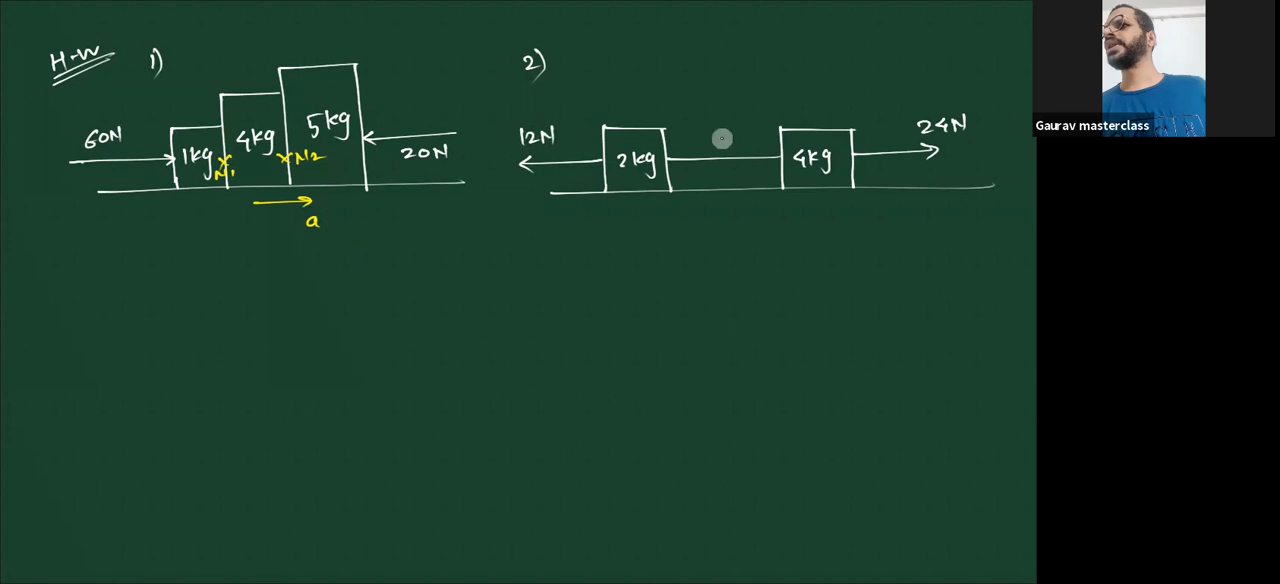 H-W 1)
60N
1kg
4kg
5kg
20N
N1
N2
a
2)
12N
2kg
4kg
24N
Gaurav masterclass